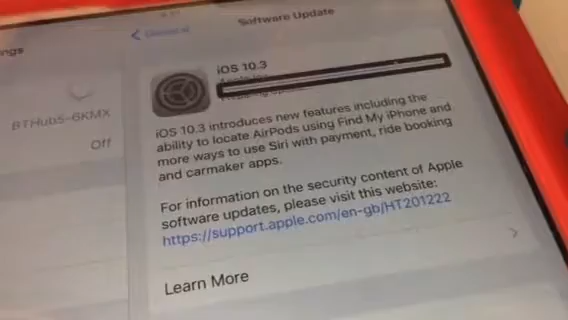 Software Update
General
ngs
iOS 10.3
BTHub5-6KMX
Off
iOS 10.3 introduces new features including the
ability to locate AirPods using Find My iPhone and
more ways to use Siri with payment, ride booking
and carmaker apps.
For information on the security content of Apple
software updates, please visit this website:
https://support.apple.com/en-gb/HT201222
Learn More